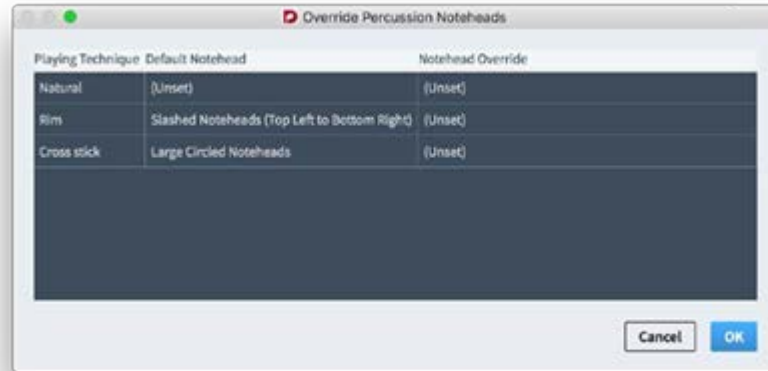 Override Percussion Noteheads
Playing Technique Default Notehead Notehead Override
Natural (Unset) (Unset)
Rim Slashed Noteheads (Top Left to Bottom Right) (Unset)
Cross stick Large Circled Noteheads (Unset)
Cancel OK